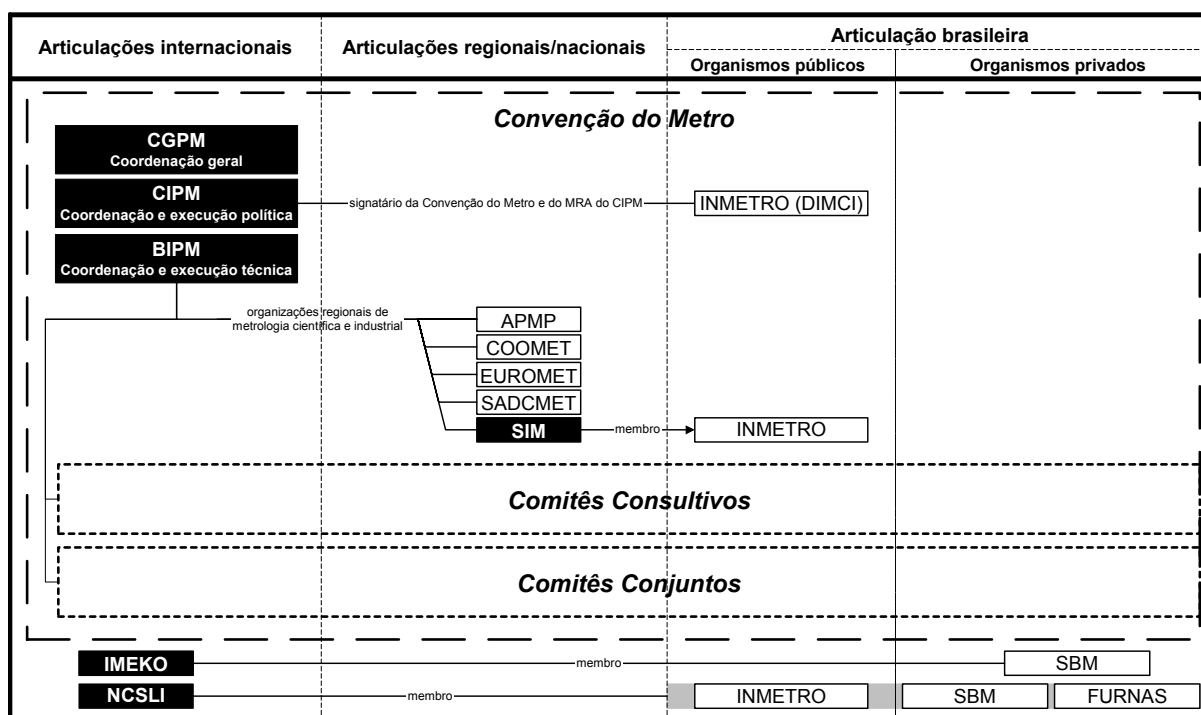 Articulações internacionais
Articulações regionais/nacionais
Articulação brasileira
Organismos públicos
Organismos privados
Convenção do Metro
CGPM
Coordenação geral
CIPM
Coordenação e execução política
signatário da Convenção do Metro e do MRA do CIPM
INMETRO (DIMCI)
BIPM
Coordenação e execução técnica
organizações regionais de
metrologia científica e industrial
APMP
COOMET
EUROMET
SADCMET
SIM
membro
INMETRO
Comitês Consultivos
Comitês Conjuntos
IMEKO
membro
SBM
NCSLI
membro
INMETRO
SBM
FURNAS